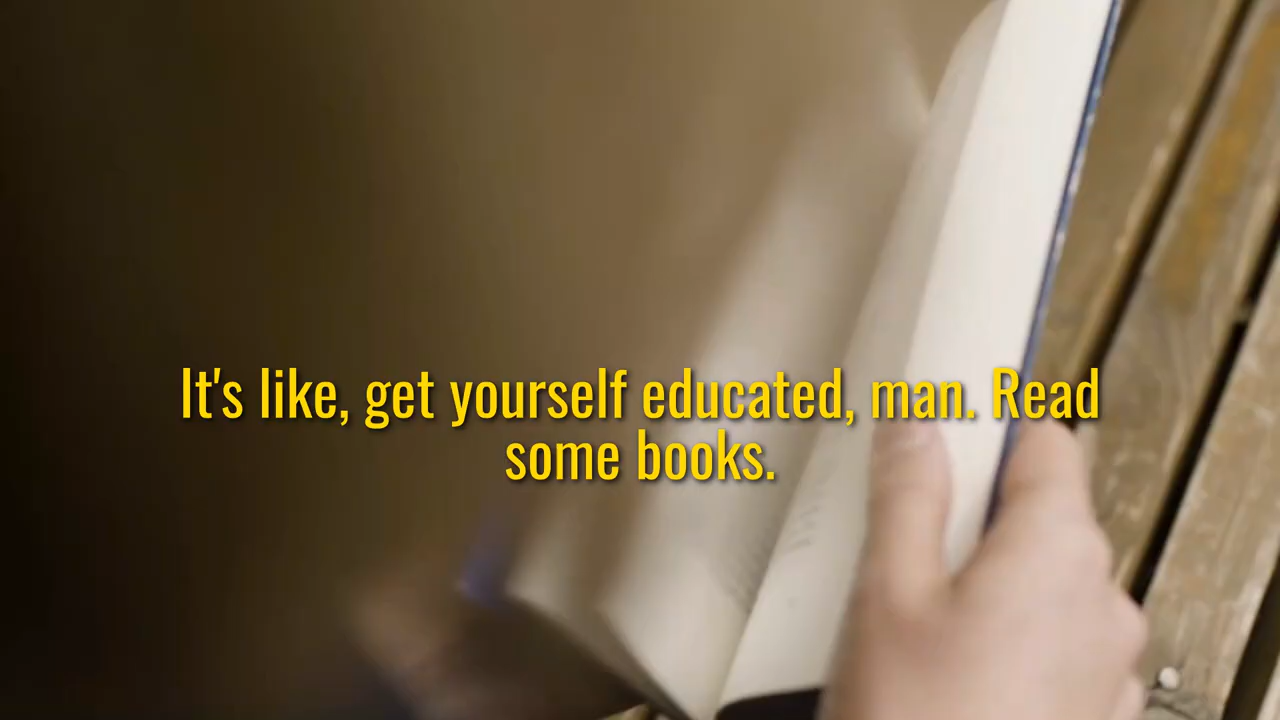 It's like, get yourself educated, man. Read
some books.